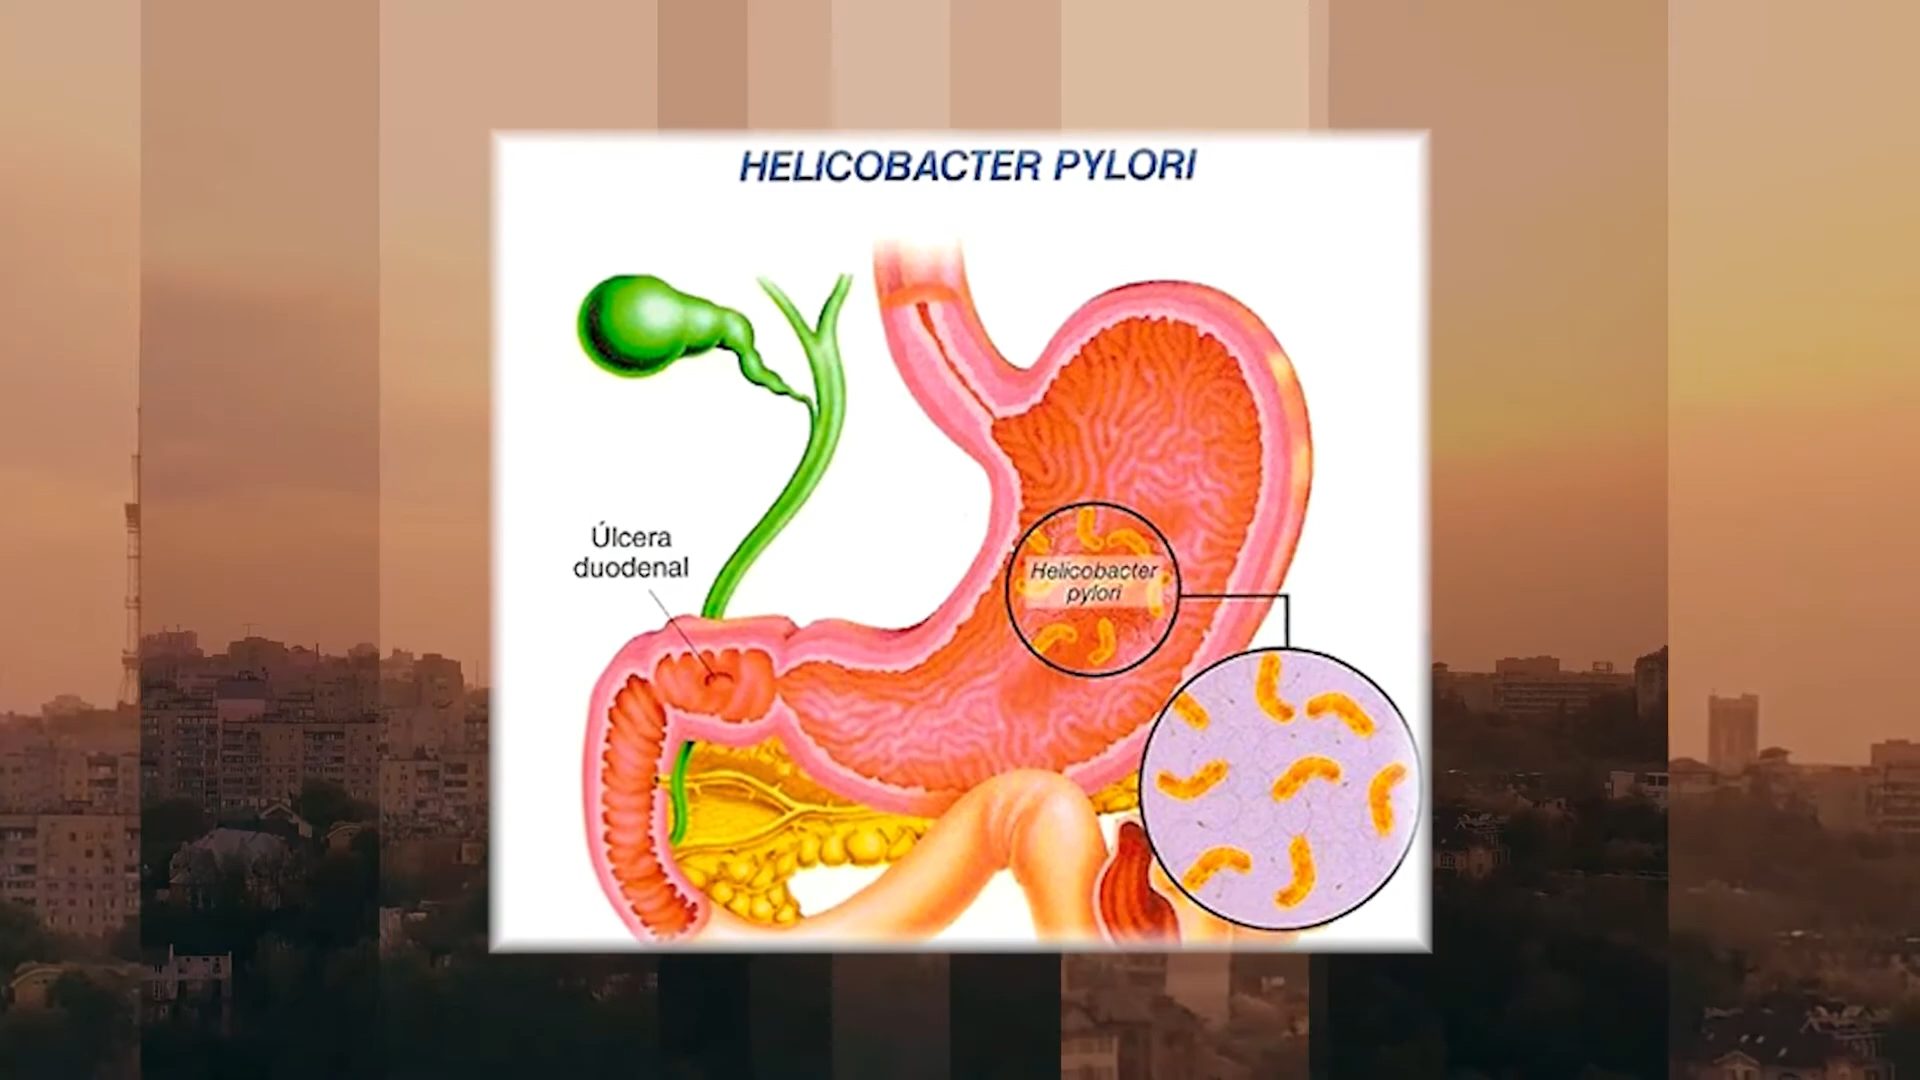 HELICOBACTER PYLORI
Úlcera
duodenal
Helicobacter
pylori